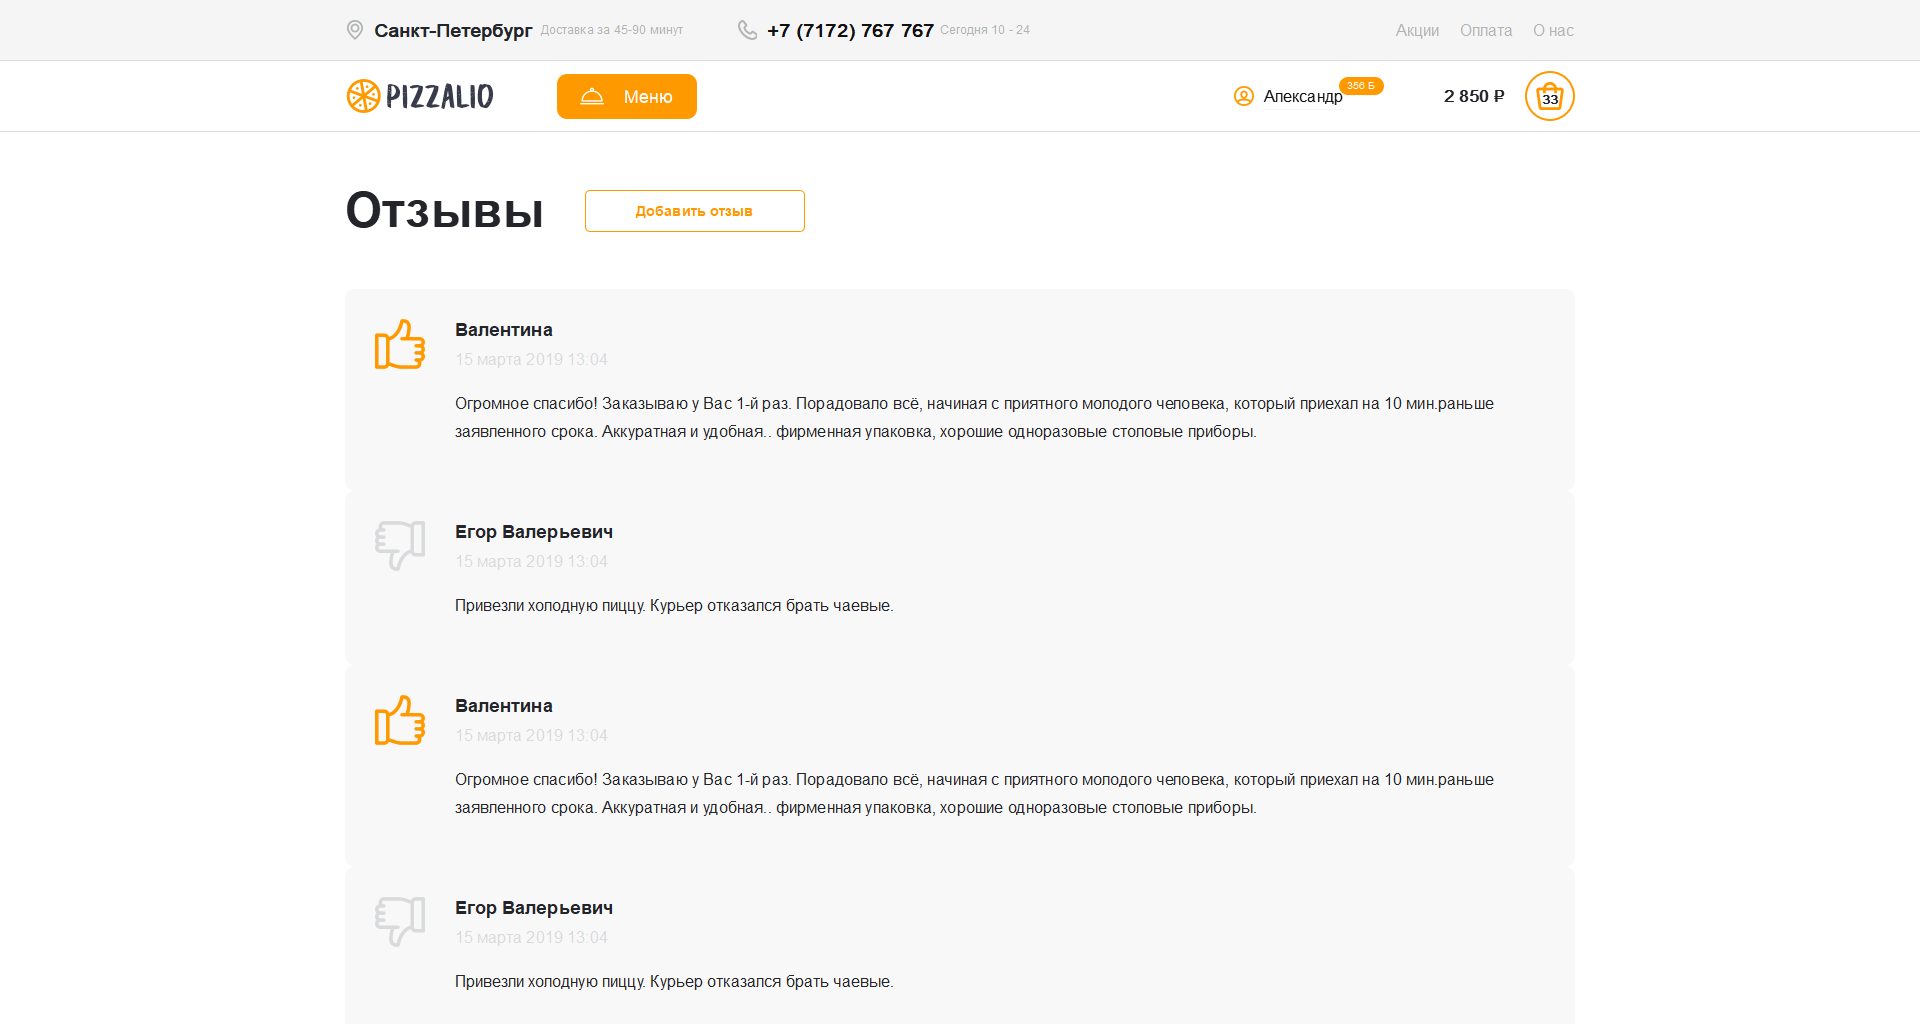 Санкт-Петербург Доставка за 45-90 минут +7 (7172) 767 767 Сегодня 10 - 24 Акции Оплата О нас
PIZZALIO Меню Александр 356 Б 2 850 ₽ 33
Отзывы Добавить отзыв
Валентина
15 марта 2019 13:04
Огромное спасибо! Заказываю у Вас 1-й раз. Порадовало всё, начиная с приятного молодого человека, который приехал на 10 мин.раньше
заявленного срока. Аккуратная и удобная.. фирменная упаковка, хорошие одноразовые столовые приборы.
Егор Валерьевич
15 марта 2019 13:04
Привезли холодную пиццу. Курьер отказался брать чаевые.
Валентина
15 марта 2019 13:04
Огромное спасибо! Заказываю у Вас 1-й раз. Порадовало всё, начиная с приятного молодого человека, который приехал на 10 мин.раньше
заявленного срока. Аккуратная и удобная.. фирменная упаковка, хорошие одноразовые столовые приборы.
Егор Валерьевич
15 марта 2019 13:04
Привезли холодную пиццу. Курьер отказался брать чаевые.